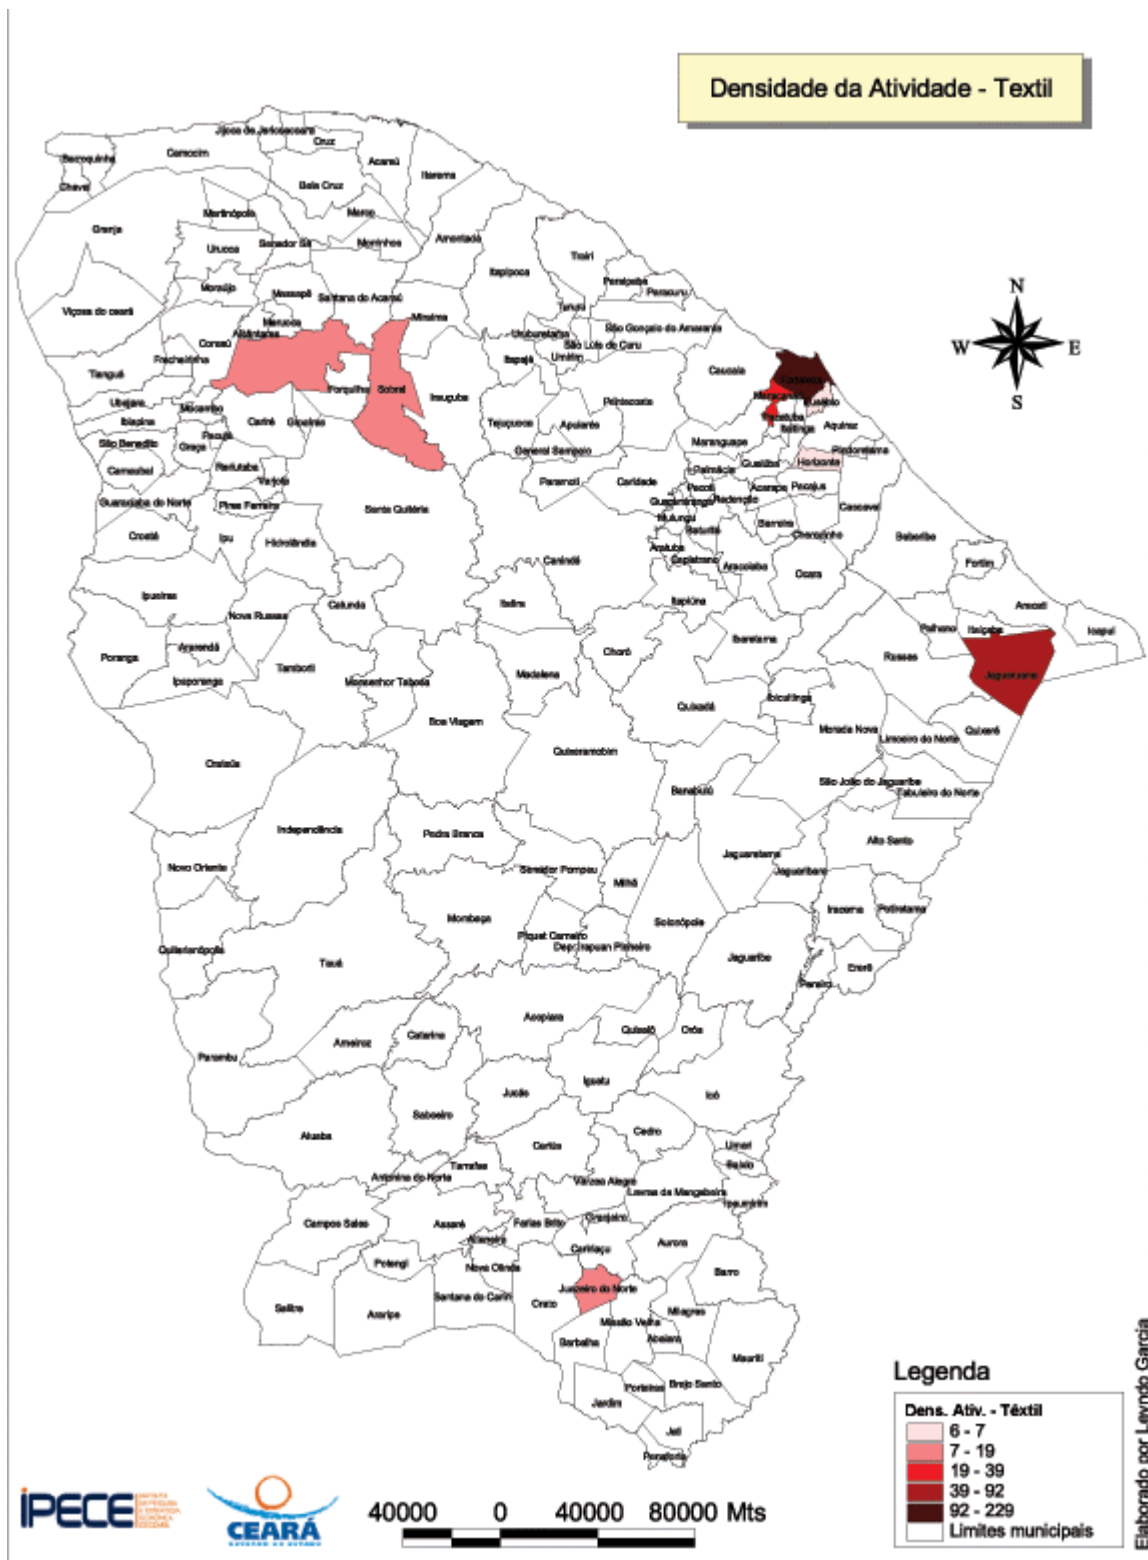 Densidade da Atividade - Textil
N
W E
S
Jijoca de Jericoacoara
Cruz
Barroquinha
Camocim
Acaraú
Itarema
Chaval
Bela Cruz
Martinópole
Marco
Granja
Uruoca
Senador Sá
Morrinhos
Amontada
Itapipoca
Trairi
Paraipaba
Paracuru
Moraújo
Massapê
Santana do Acaraú
Viçosa do ceará
Meruoca
Miraíma
Tururu
Uruburetama
São Gonçalo do Amarante
Alcântaras
São Luis do Curu
Coreaú
Umirim
Frecheirinha
Itapajé
Tianguá
Caucaia
Fortaleza
Forquilha
Sobral
Irauçuba
Maracanaú
Eusébio
Ubajara
Mucambo
Pentecoste
Pacatuba
Itaitinga
Aquiraz
Ibiapina
Cariré
Groaíras
Tejuçuoca
Apuiarés
São Benedito
Pacujá
Graça
General Sampaio
Maranguape
Pindoretama
Carnaubal
Reriutaba
Varjota
Paramoti
Caridade
Palmácia
Guaiúba
Horizonte
Pacoti
Acarape
Pacajus
Guaraciaba do Norte
Pires Ferreira
Santa Quitéria
Guaramiranga
Redenção
Cascavel
Mulungu
Barreira
Croatá
Ipu
Hidrolândia
Baturité
Chorozinho
Beberibe
Aratuba
Capistrano
Aracoiaba
Ocara
Fortim
Canindé
Ipueiras
Nova Russas
Catunda
Itatira
Itapiúna
Aracati
Ararendá
Choró
Ibaretama
Palhano
Itaiçaba
Icapuí
Poranga
Ipaporanga
Tamboril
Monsenhor Tabosa
Madalena
Russas
Jaguaruana
Quixadá
Ibicuitinga
Boa Viagem
Morada Nova
Limoeiro do Norte
Quixeré
Crateús
Quixeramobim
São João do Jaguaribe
Tabuleiro do Norte
Banabuiú
Independência
Pedra Branca
Alto Santo
Novo Oriente
Senador Pompeu
Milhã
Jaguaretama
Jaguaribara
Mombaça
Solonópole
Iracema
Potiretama
Quiterianópolis
Piquet Carneiro
Dep. Irapuan Pinheiro
Tauá
Jaguaribe
Ererê
Pereiro
Acopiara
Parambu
Arneiroz
Catarina
Quixelô
Orós
Iguatu
Jucás
Icó
Saboeiro
Aiuaba
Cariús
Cedro
Umari
Baixio
Antonina do Norte
Tarrafas
Várzea Alegre
Lavras da Mangabeira
Ipaumirim
Campos Sales
Assaré
Farias Brito
Granjeiro
Altaneira
Caririaçu
Aurora
Potengi
Nova Olinda
Barro
Juazeiro do Norte
Salitre
Araripe
Santana do Cariri
Crato
Missão Velha
Milagres
Barbalha
Abaiara
Mauriti
Jardim
Porteiras
Brejo Santo
Jati
Penaforte
Legenda
Dens. Ativ. - Têxtil
6 - 7
7 - 19
19 - 39
39 - 92
92 - 229
Limites municipais
Elaborado por Leyndo Garcia
iPECE
CEARÁ
GOVERNO DO ESTADO
40000 0 40000 80000 Mts